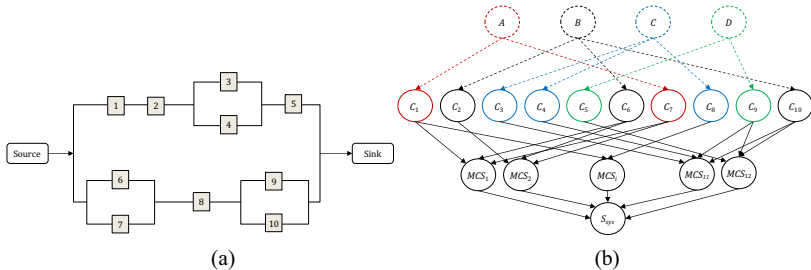 A B C D
3
1 2 5
4
C₁ C₂ C₃ C₄ C₅ C₆ C₇ C₈ C₉ C₁₀
Source Sink
6 9
8
7 10
MCS₁ MCS₂ MCSᵢ MCS₁₁ MCS₁₂
Sₛᵧₛ
(a) (b)